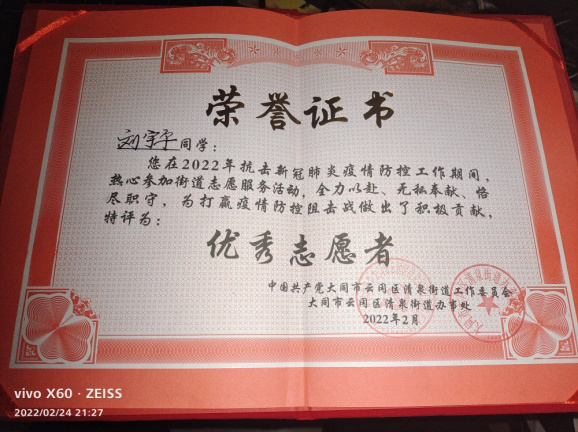 荣誉证书
刘宇平同学：
您在2022年抗击新冠肺炎疫情防控工作期间，
热心参加街道志愿服务活动，全力以赴、无私奉献、恪
尽职守，为打赢疫情防控阻击战做出了积极贡献，
特评为：
优秀志愿者
中国共产党大同市云冈区清泉街道工作委员会
大同市云冈区清泉街道办事处
2022年2月
vivo X60 · ZEISS
2022/02/24 21:27